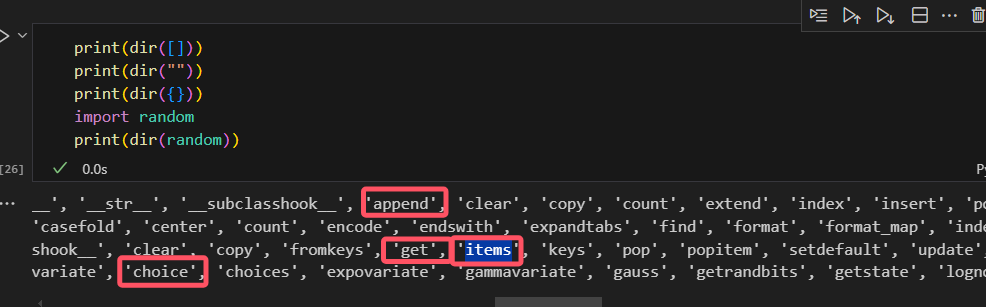 print(dir([]))
print(dir(""))
print(dir({}))
import random
print(dir(random))
[26]
0.0s
__', '__str__', '__subclasshook__', 'append', 'clear', 'copy', 'count', 'extend', 'index', 'insert', 'po
'casefold', 'center', 'count', 'encode', 'endswith', 'expandtabs', 'find', 'format', 'format_map', 'inde
shook__', 'clear', 'copy', 'fromkeys', 'get', 'items', 'keys', 'pop', 'popitem', 'setdefault', 'update',
variate', 'choice', 'choices', 'expovariate', 'gammavariate', 'gauss', 'getrandbits', 'getstate', 'logno